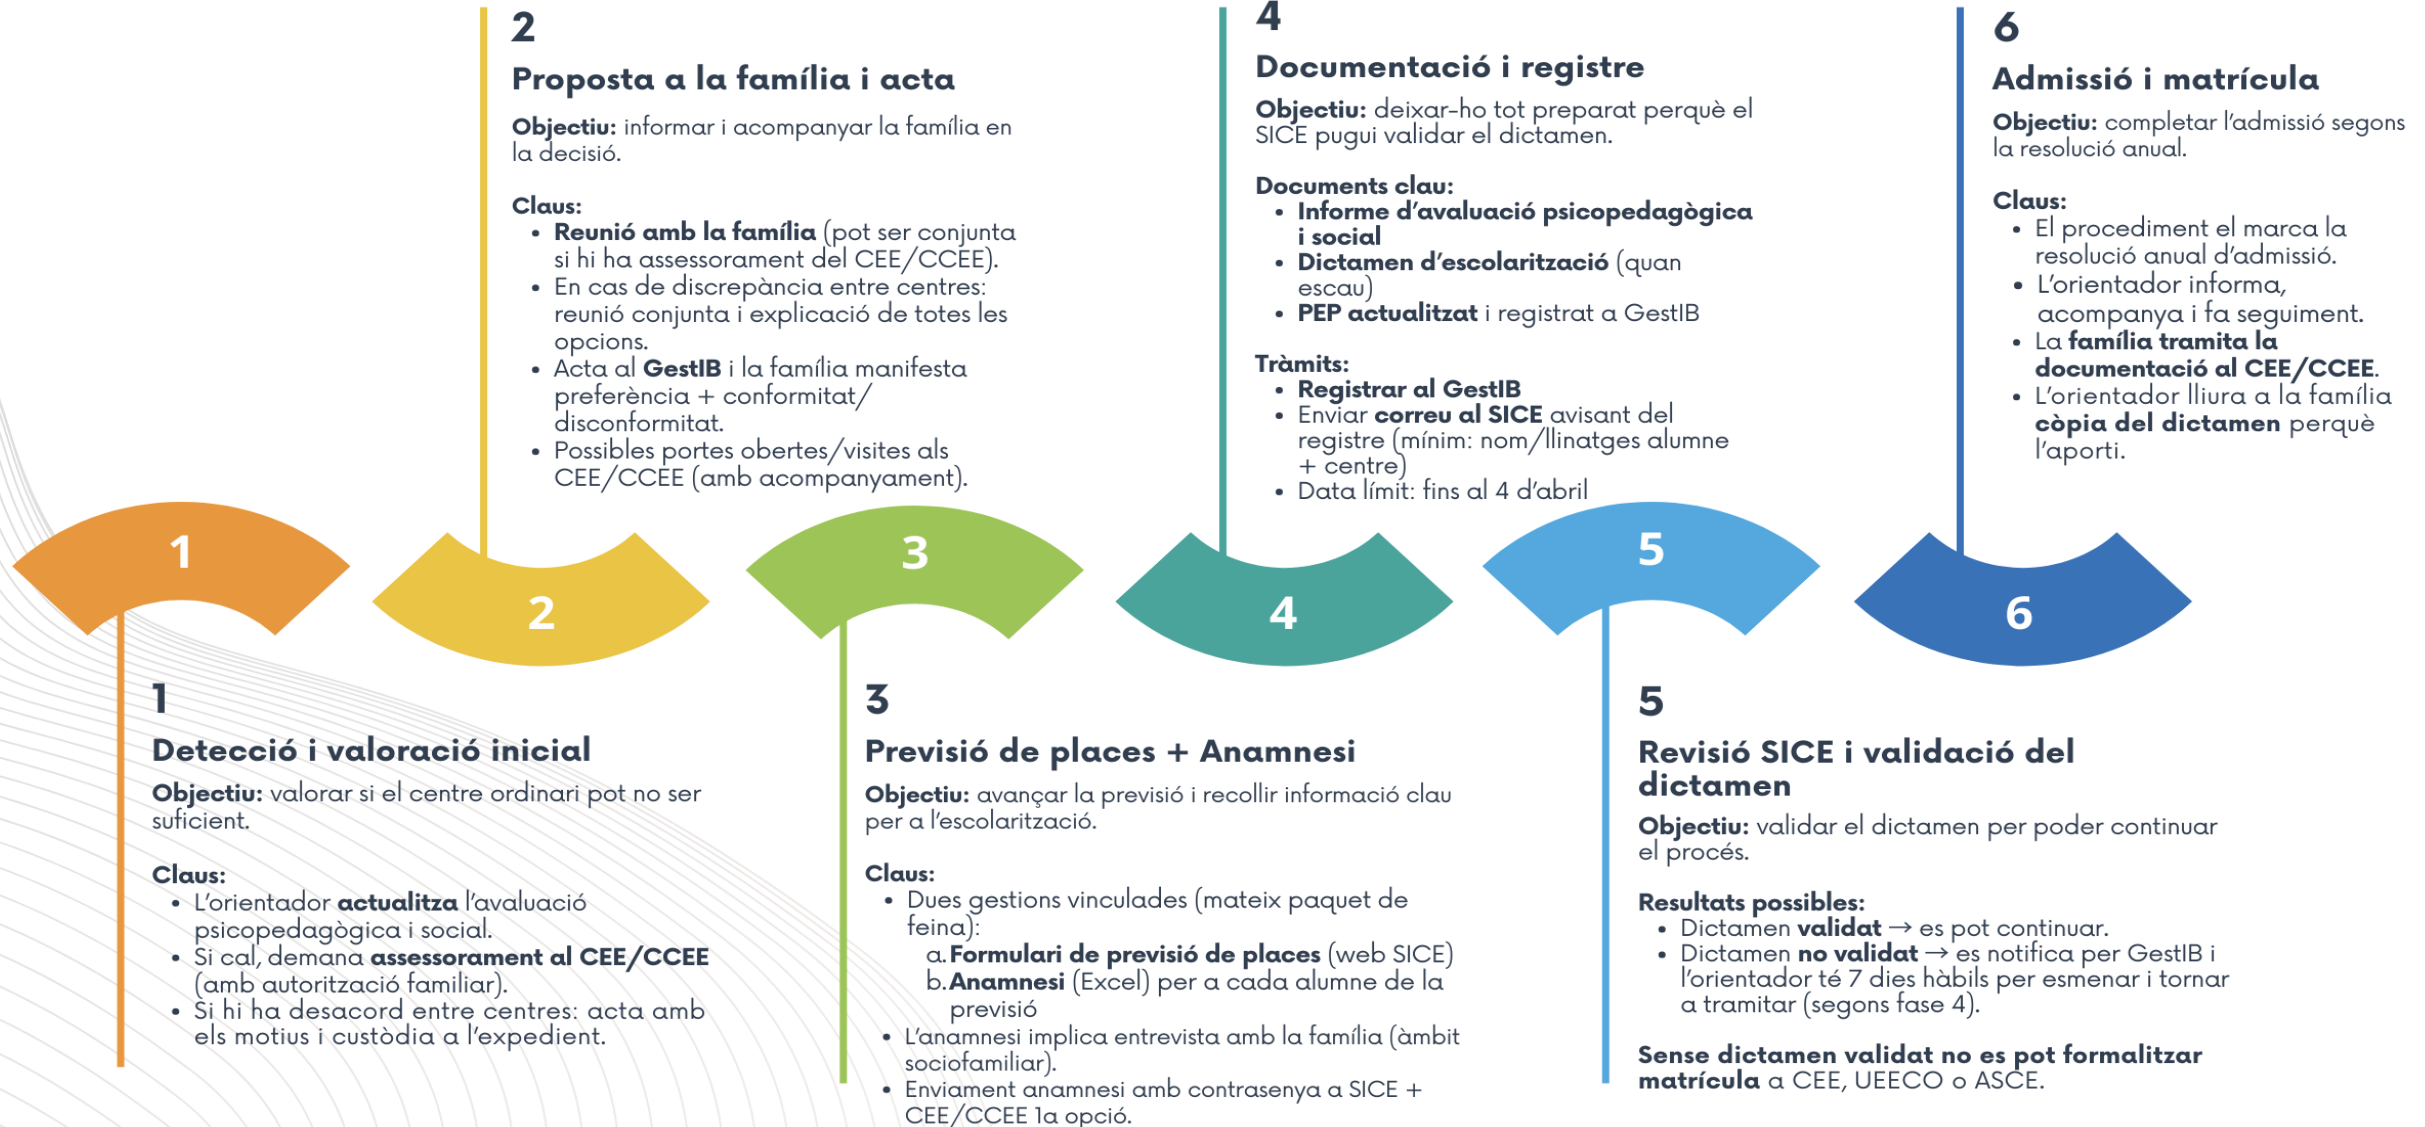 2
Proposta a la família i acta
Objectiu: informar i acompanyar la família en
la decisió.
Claus:
• Reunió amb la família (pot ser conjunta
si hi ha assessorament del CEE/CCEE).
• En cas de discrepància entre centres:
reunió conjunta i explicació de totes les
opcions.
• Acta al GestIB i la família manifesta
preferència + conformitat/
disconformitat.
• Possibles portes obertes/visites als
CEE/CCEE (amb acompanyament).
4
Documentació i registre
Objectiu: deixar-ho tot preparat perquè el
SICE pugui validar el dictamen.
Documents clau:
• Informe d'avaluació psicopedagògica
i social
• Dictamen d'escolarització (quan
escau)
• PEP actualitzat i registrat a GestIB
Tràmits:
• Registrar al GestIB
• Enviar correu al SICE avisant del
registre (mínim: nom/llinatges alumne
+ centre)
• Data límit: fins al 4 d'abril
6
Admissió i matrícula
Objectiu: completar l'admissió segons
la resolució anual.
Claus:
• El procediment el marca la
resolució anual d'admissió.
• L'orientador informa,
acompanya i fa seguiment.
• La família tramita la
documentació al CEE/CCEE.
• L'orientador lliura a la família
còpia del dictamen perquè
l'aporti.
1
2
3
4
5
6
1
Detecció i valoració inicial
Objectiu: valorar si el centre ordinari pot no ser
suficient.
Claus:
• L'orientador actualitza l'avaluació
psicopedagògica i social.
• Si cal, demana assessorament al CEE/CCEE
(amb autorització familiar).
• Si hi ha desacord entre centres: acta amb
els motius i custòdia a l'expedient.
3
Previsió de places + Anamnesi
Objectiu: avançar la previsió i recollir informació clau
per a l'escolarització.
Claus:
• Dues gestions vinculades (mateix paquet de
feina):
a. Formulari de previsió de places (web SICE)
b. Anamnesi (Excel) per a cada alumne de la
previsió
• L'anamnesi implica entrevista amb la família (àmbit
sociofamiliar).
• Enviament anamnesi amb contrasenya a SICE +
CEE/CCEE 1a opció.
5
Revisió SICE i validació del
dictamen
Objectiu: validar el dictamen per poder continuar
el procés.
Resultats possibles:
• Dictamen validat → es pot continuar.
• Dictamen no validat → es notifica per GestIB i
l'orientador té 7 dies hàbils per esmenar i tornar
a tramitar (segons fase 4).
Sense dictamen validat no es pot formalitzar
matrícula a CEE, UEECO o ASCE.